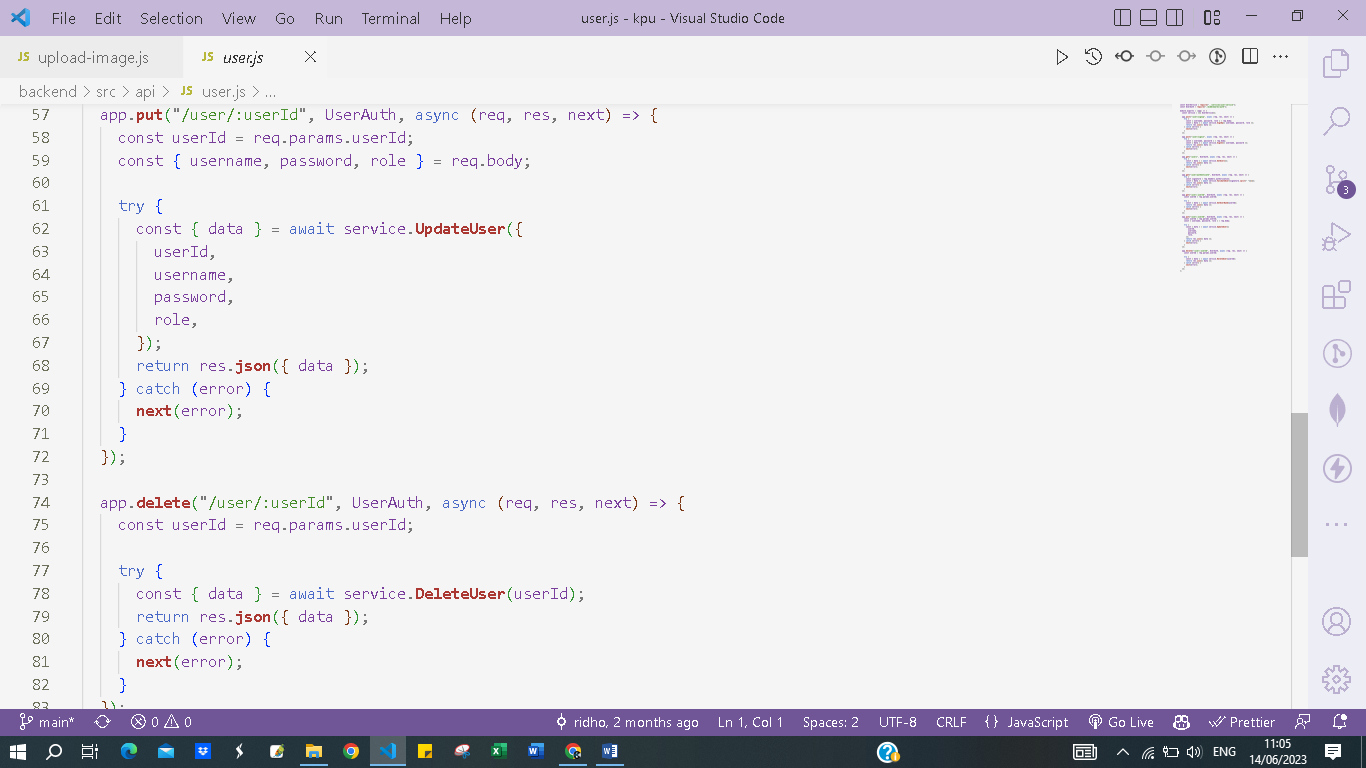 File Edit Selection View Go Run Terminal Help user.js - kpu - Visual Studio Code
JS upload-image.js JS user.js
backend > src > api > JS user.js > ...
57 app.put("/user/:userId", UserAuth, async (req, res, next) => {
58 const userId = req.params.userId;
59 const { username, password, role } = req.body;
60
61 try {
62 const { data } = await service.UpdateUser({
63 userId,
64 username,
65 password,
66 role,
67 });
68 return res.json({ data });
69 } catch (error) {
70 next(error);
71 }
72 });
73
74 app.delete("/user/:userId", UserAuth, async (req, res, next) => {
75 const userId = req.params.userId;
76
77 try {
78 const { data } = await service.DeleteUser(userId);
79 return res.json({ data });
80 } catch (error) {
81 next(error);
82 }
83 });
3
main* 0 0 ridho, 2 months ago Ln 1, Col 1 Spaces: 2 UTF-8 CRLF {} JavaScript Go Live Prettier
ENG 11:05
14/06/2023